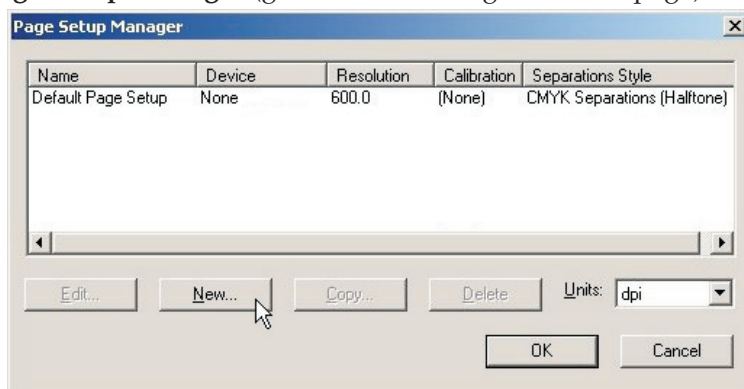 Page Setup Manager
Name Device Resolution Calibration Separations Style
Default Page Setup None 600.0 (None) CMYK Separations (Halftone)
Edit... New... Copy... Delete Units: dpi
OK Cancel